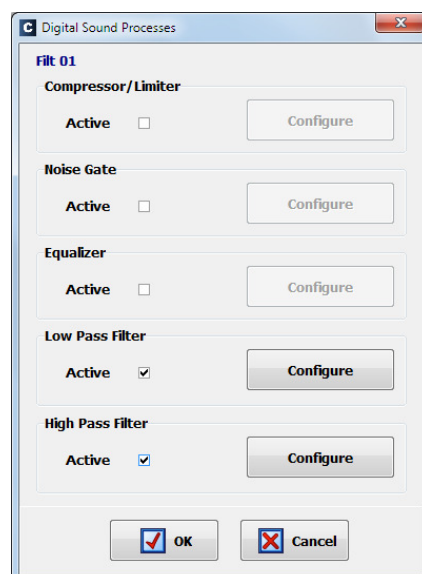 C Digital Sound Processes
Filt 01
Compressor/Limiter
Active Configure
Noise Gate
Active Configure
Equalizer
Active Configure
Low Pass Filter
Active Configure
High Pass Filter
Active Configure
OK Cancel